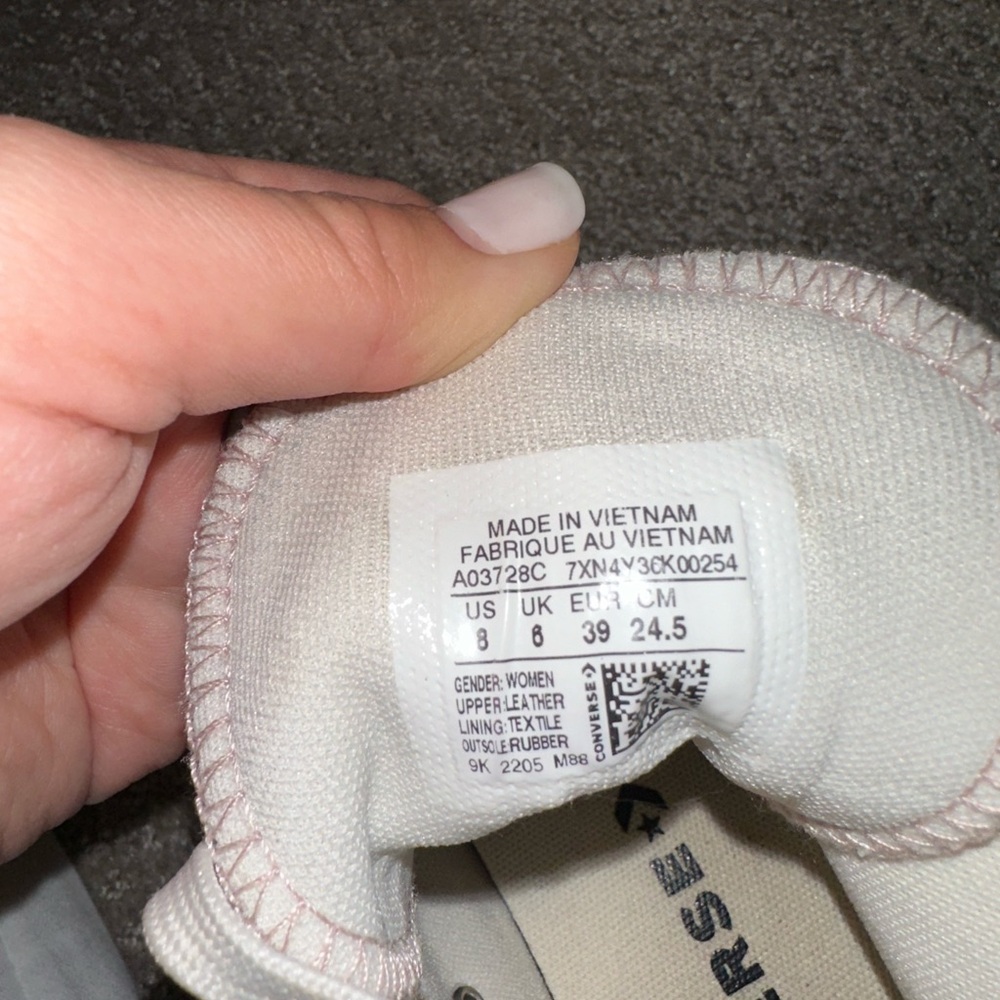 MADE IN VIETNAM
FABRIQUE AU VIETNAM
A03728C 7XN4Y36K00254
US UK EUR CM
8 6 39 24.5
GENDER: WOMEN
UPPER:LEATHER
LINING:TEXTILE
OUTSOLE:RUBBER
9K 2205 M88
CONVERSE
ERSE